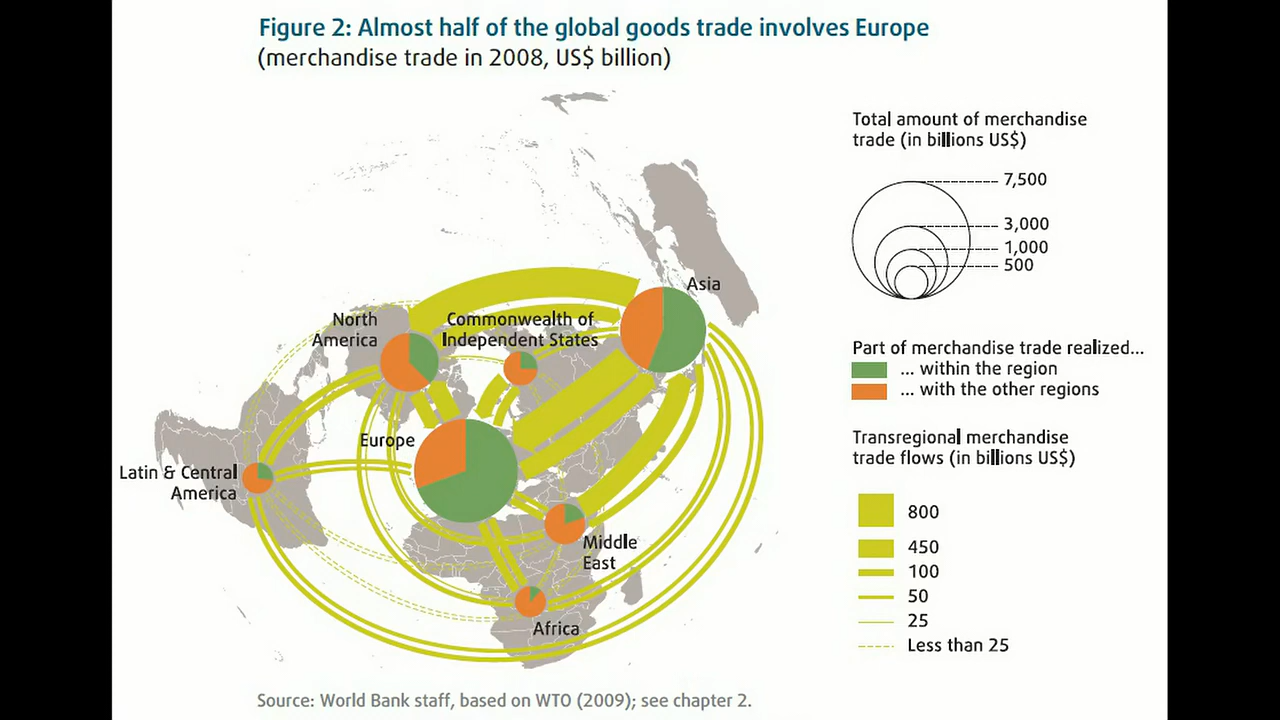 Figure 2: Almost half of the global goods trade involves Europe
(merchandise trade in 2008, US$ billion)
Total amount of merchandise
trade (in billions US$)
7,500
3,000
1,000
500
Asia
North
America
Commonwealth of
Independent States
Europe
Latin & Central
America
Middle
East
Africa
Part of merchandise trade realized...
... within the region
... with the other regions
Transregional merchandise
trade flows (in billions US$)
800
450
100
50
25
Less than 25
Source: World Bank staff, based on WTO (2009); see chapter 2.